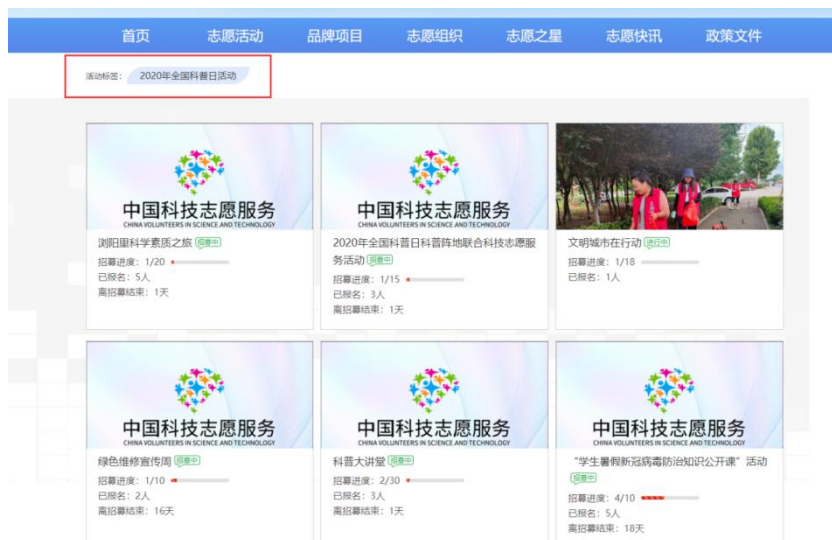 首页 志愿活动 品牌项目 志愿组织 志愿之星 志愿快讯 政策文件
活动标签： 2020年全国科普日活动
中国科技志愿服务
CHINA VOLUNTEERS IN SCIENCE AND TECHNOLOGY
浏阳里科学素质之旅 招募中
招募进度：1/20
已报名：5人
离招募结束：1天
中国科技志愿服务
CHINA VOLUNTEERS IN SCIENCE AND TECHNOLOGY
2020年全国科普日科普阵地联合科技志愿服
务活动 招募中
招募进度：1/15
已报名：3人
离招募结束：1天
文明城市在行动 进行中
招募进度：1/18
已报名：1人
中国科技志愿服务
CHINA VOLUNTEERS IN SCIENCE AND TECHNOLOGY
绿色维修宣传周 招募中
招募进度：1/10
已报名：2人
离招募结束：16天
中国科技志愿服务
CHINA VOLUNTEERS IN SCIENCE AND TECHNOLOGY
科普大讲堂 招募中
招募进度：2/30
已报名：3人
离招募结束：1天
中国科技志愿服务
CHINA VOLUNTEERS IN SCIENCE AND TECHNOLOGY
“学生暑假新冠病毒防治知识公开课”活动
招募中
招募进度：4/10
已报名：5人
离招募结束：18天